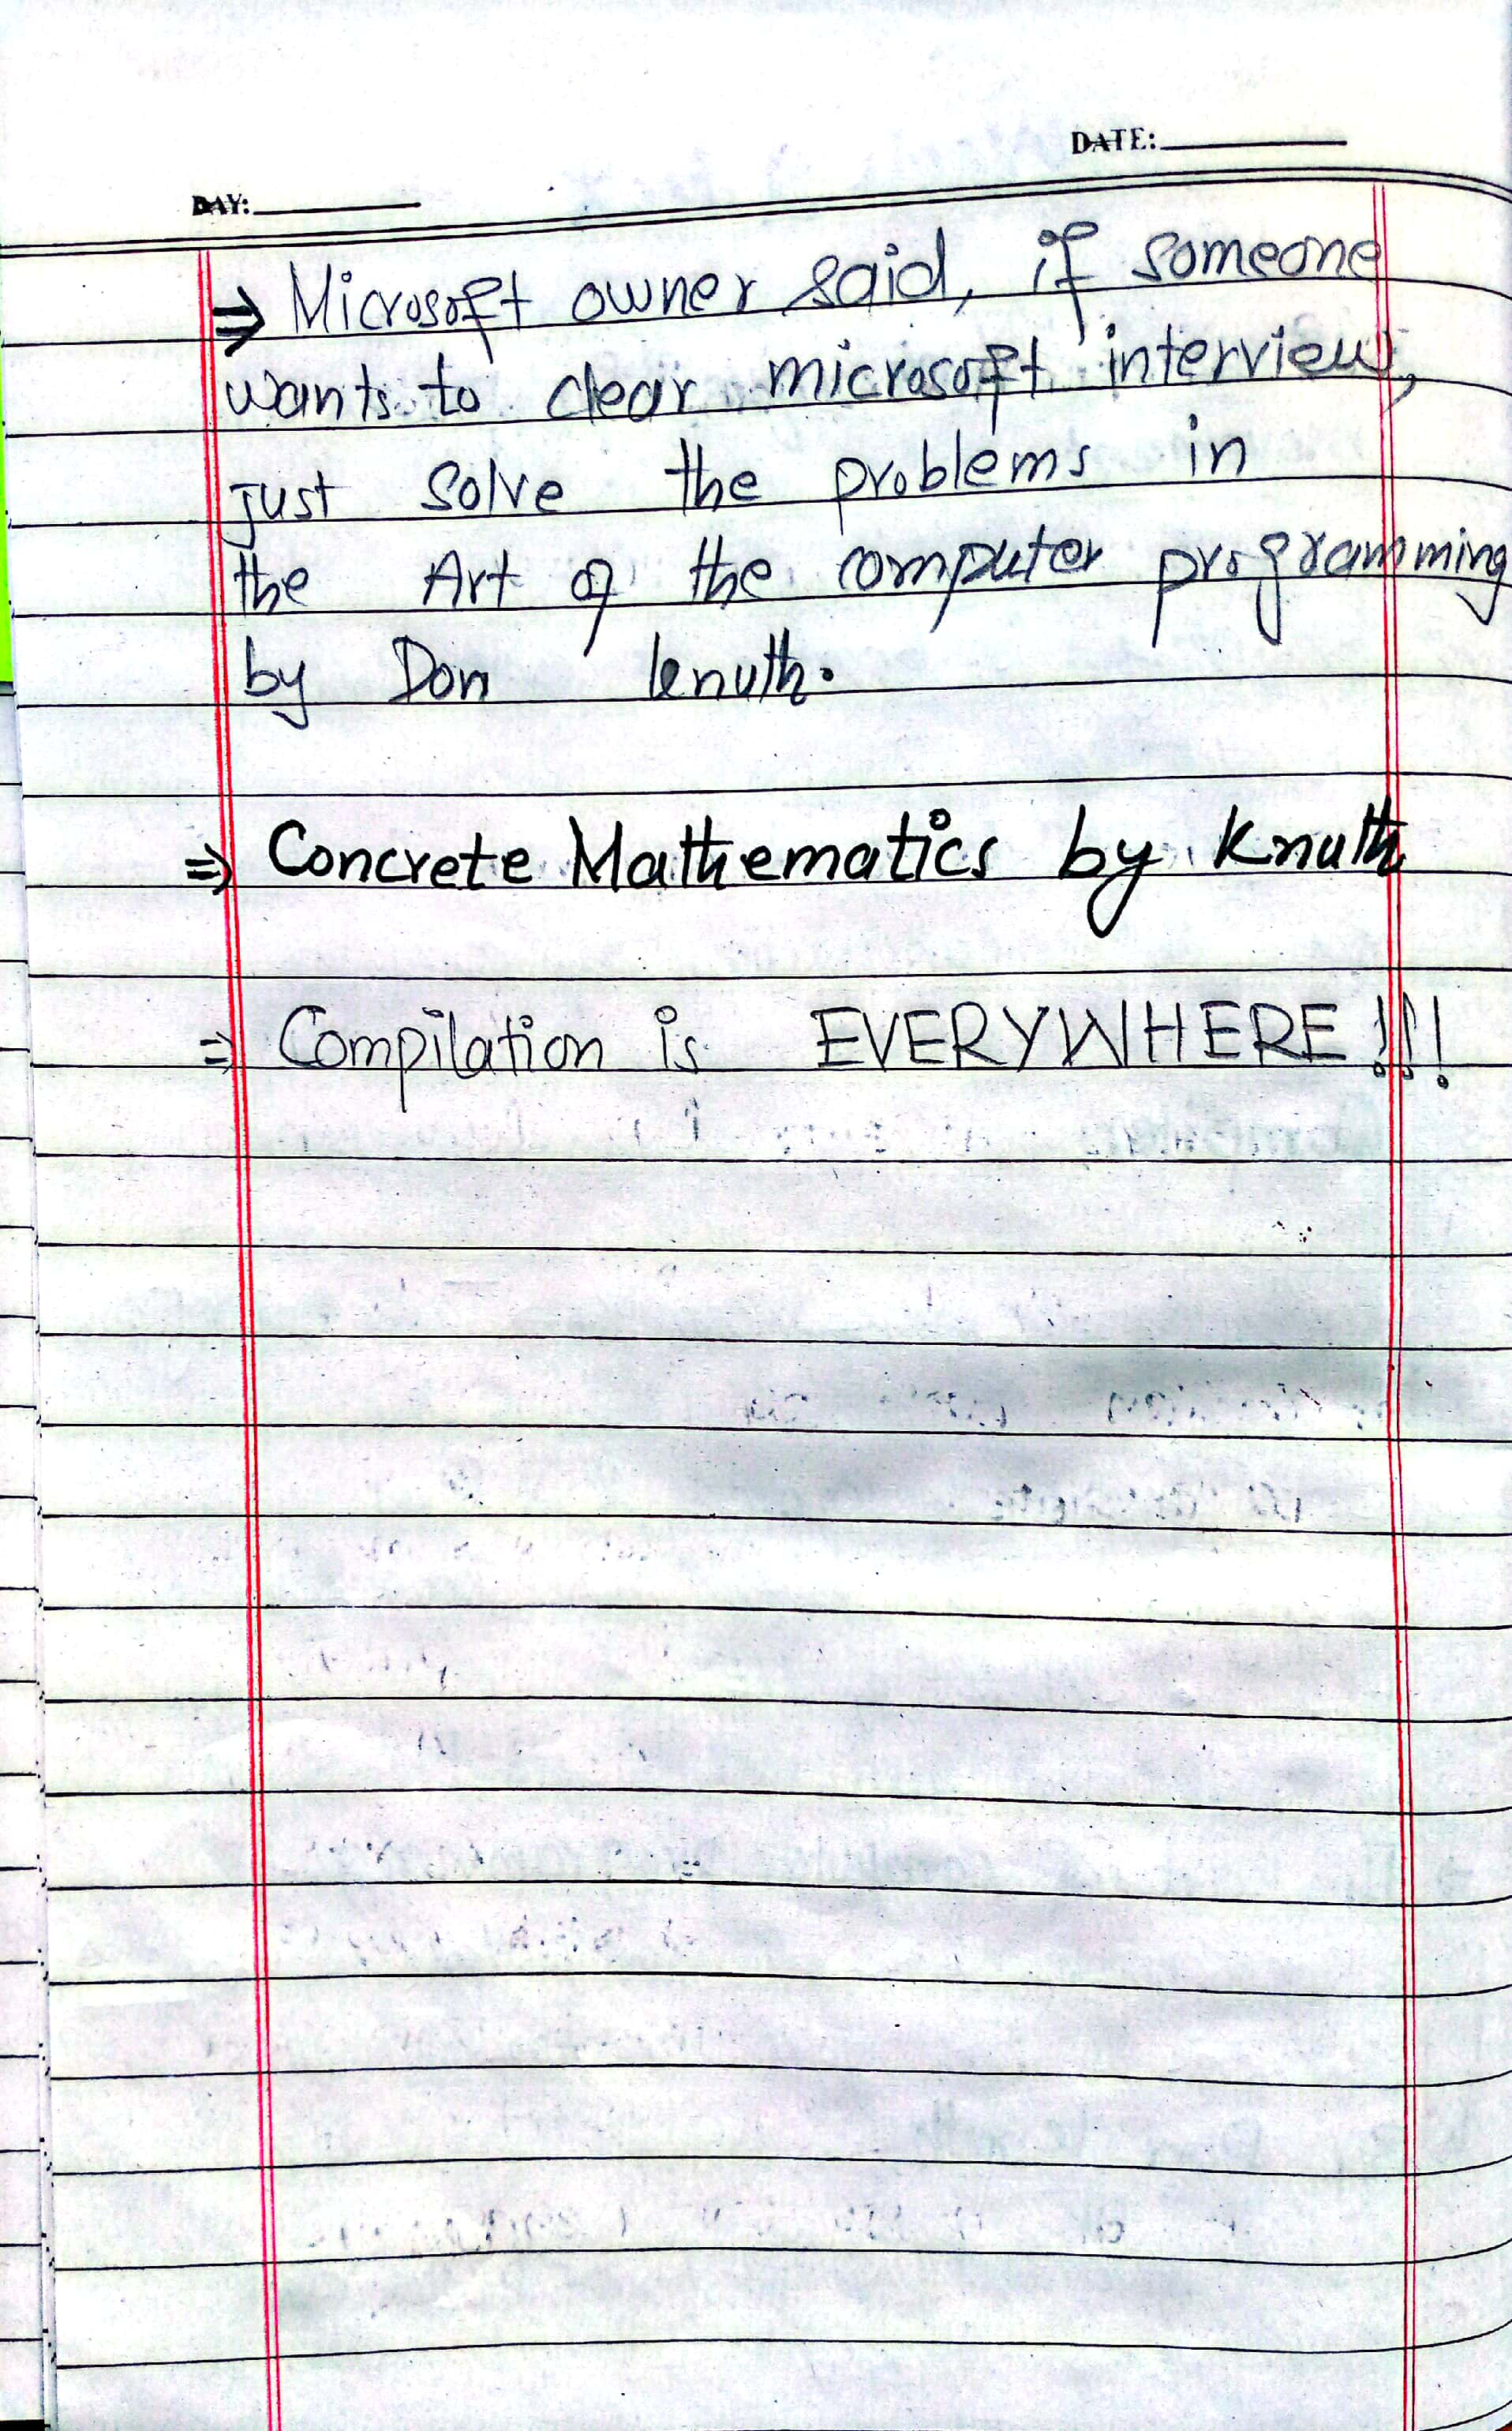 DATE:
DAY:
⇒ Microsoft owner said, if someone
wants to clear microsoft interview,
just solve the problems in
the Art of the computer programming
by Don knuth.
⇒ Concrete Mathematics by Knuth
⇒ Compilation is EVERYWHERE!!!